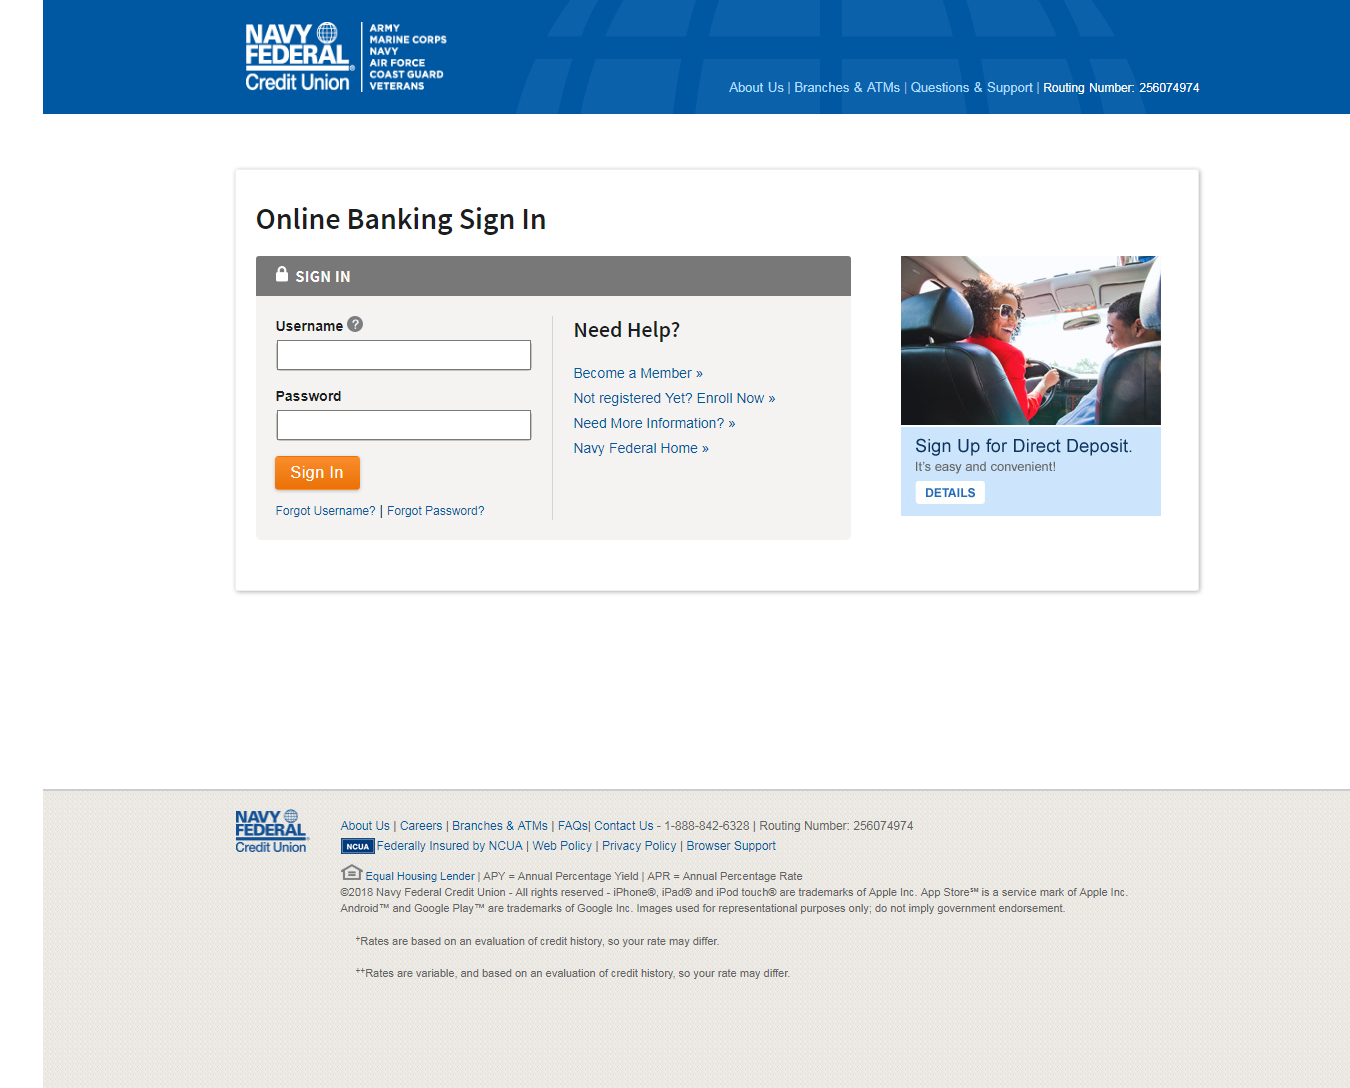 NAVY FEDERAL® Credit Union
ARMY
MARINE CORPS
NAVY
AIR FORCE
COAST GUARD
VETERANS
About Us | Branches & ATMs | Questions & Support | Routing Number: 256074974
Online Banking Sign In
SIGN IN
Username ?
Password
Sign In
Forgot Username? | Forgot Password?
Need Help?
Become a Member »
Not registered Yet? Enroll Now »
Need More Information? »
Navy Federal Home »
Sign Up for Direct Deposit.
It's easy and convenient!
DETAILS
NAVY FEDERAL Credit Union
About Us | Careers | Branches & ATMs | FAQs| Contact Us - 1-888-842-6328 | Routing Number: 256074974
NCUA Federally Insured by NCUA | Web Policy | Privacy Policy | Browser Support
Equal Housing Lender | APY = Annual Percentage Yield | APR = Annual Percentage Rate
©2018 Navy Federal Credit Union - All rights reserved - iPhone®, iPad® and iPod touch® are trademarks of Apple Inc. App Store℠ is a service mark of Apple Inc.
Android™ and Google Play™ are trademarks of Google Inc. Images used for representational purposes only; do not imply government endorsement.
+Rates are based on an evaluation of credit history, so your rate may differ.
++Rates are variable, and based on an evaluation of credit history, so your rate may differ.